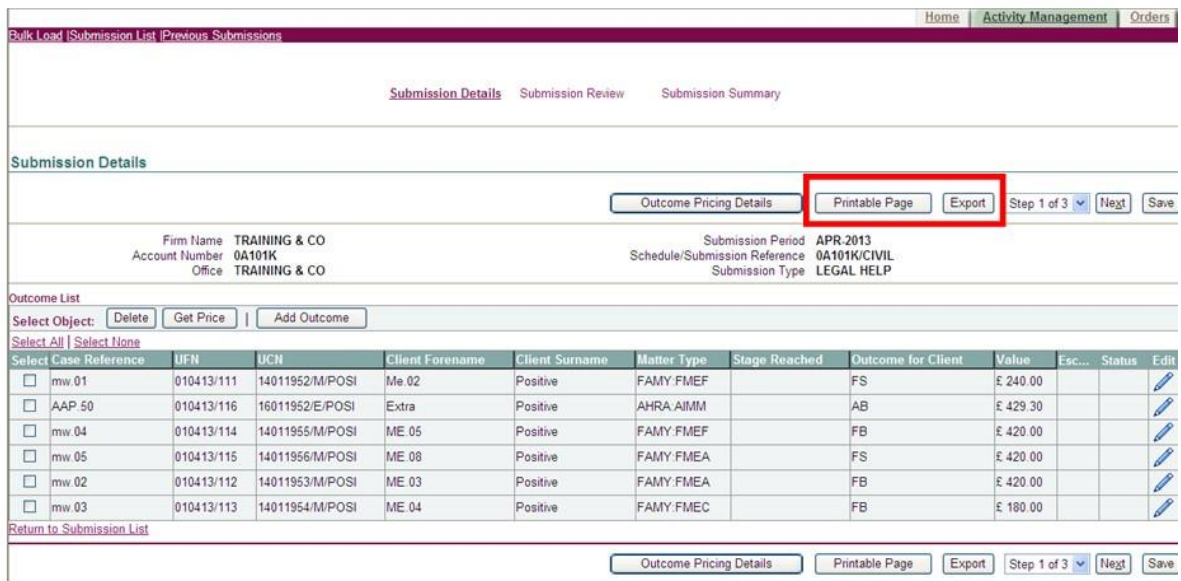 Home Activity Management Orders
Bulk Load |Submission List |Previous Submissions
Submission Details Submission Review Submission Summary
Submission Details
Outcome Pricing Details Printable Page Export Step 1 of 3 Next Save
Firm Name TRAINING & CO Submission Period APR-2013
Account Number 0A101K Schedule/Submission Reference 0A101K/CIVIL
Office TRAINING & CO Submission Type LEGAL HELP
Outcome List
Select Object: Delete Get Price | Add Outcome
Select All | Select None
Select Case Reference UFN UCN Client Forename Client Surname Matter Type Stage Reached Outcome for Client Value Esc... Status Edit
mw.01 010413/111 14011952/M/POSI Me.02 Positive FAMY:FMEF FS £ 240.00
AAP.50 010413/116 16011952/E/POSI Extra Positive AHRA:AIMM AB £ 429.30
mw.04 010413/114 14011955/M/POSI ME.05 Positive FAMY:FMEF FB £ 420.00
mw.05 010413/115 14011956/M/POSI ME.08 Positive FAMY:FMEA FS £ 420.00
mw.02 010413/112 14011953/M/POSI ME.03 Positive FAMY:FMEA FB £ 420.00
mw.03 010413/113 14011954/M/POSI ME.04 Positive FAMY:FMEC FB £ 180.00
Return to Submission List
Outcome Pricing Details Printable Page Export Step 1 of 3 Next Save